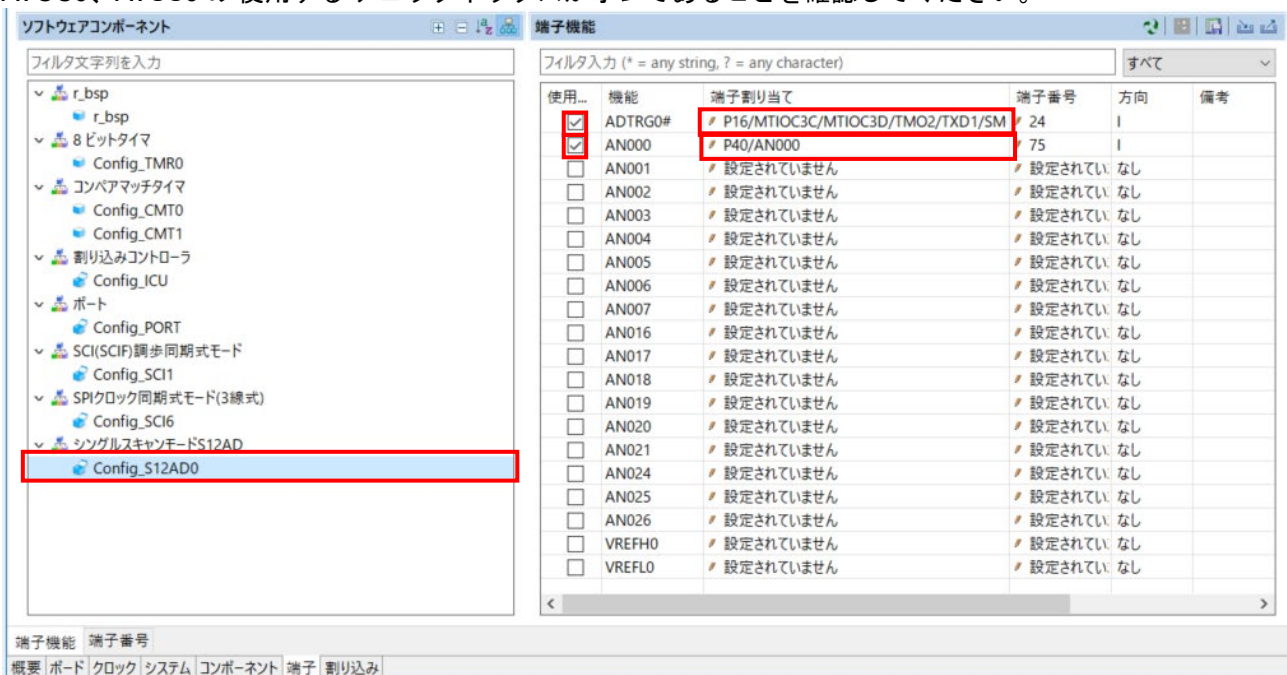 ソフトウェアコンポーネント
端子機能
フィルタ文字列を入力
フィルタ入力 (* = any string, ? = any character)
すべて
r_bsp
r_bsp
8 ビットタイマ
Config_TMR0
コンペアマッチタイマ
Config_CMT0
Config_CMT1
割り込みコントローラ
Config_ICU
ポート
Config_PORT
SCI(SCIF)調歩同期式モード
Config_SCI1
SPIクロック同期式モード(3線式)
Config_SCI6
シングルスキャンモードS12AD
Config_S12AD0
使用... 機能 端子割り当て 端子番号 方向 備考
ADTRG0# P16/MTIOC3C/MTIOC3D/TMO2/TXD1/SM 24 I
AN000 P40/AN000 75 I
AN001 設定されていません 設定されてい なし
AN002 設定されていません 設定されてい なし
AN003 設定されていません 設定されてい なし
AN004 設定されていません 設定されてい なし
AN005 設定されていません 設定されてい なし
AN006 設定されていません 設定されてい なし
AN007 設定されていません 設定されてい なし
AN016 設定されていません 設定されてい なし
AN017 設定されていません 設定されてい なし
AN018 設定されていません 設定されてい なし
AN019 設定されていません 設定されてい なし
AN020 設定されていません 設定されてい なし
AN021 設定されていません 設定されてい なし
AN024 設定されていません 設定されてい なし
AN025 設定されていません 設定されてい なし
AN026 設定されていません 設定されてい なし
VREFH0 設定されていません 設定されてい なし
VREFL0 設定されていません 設定されてい なし
端子機能 端子番号
概要 ボード クロック システム コンポーネント 端子 割り込み